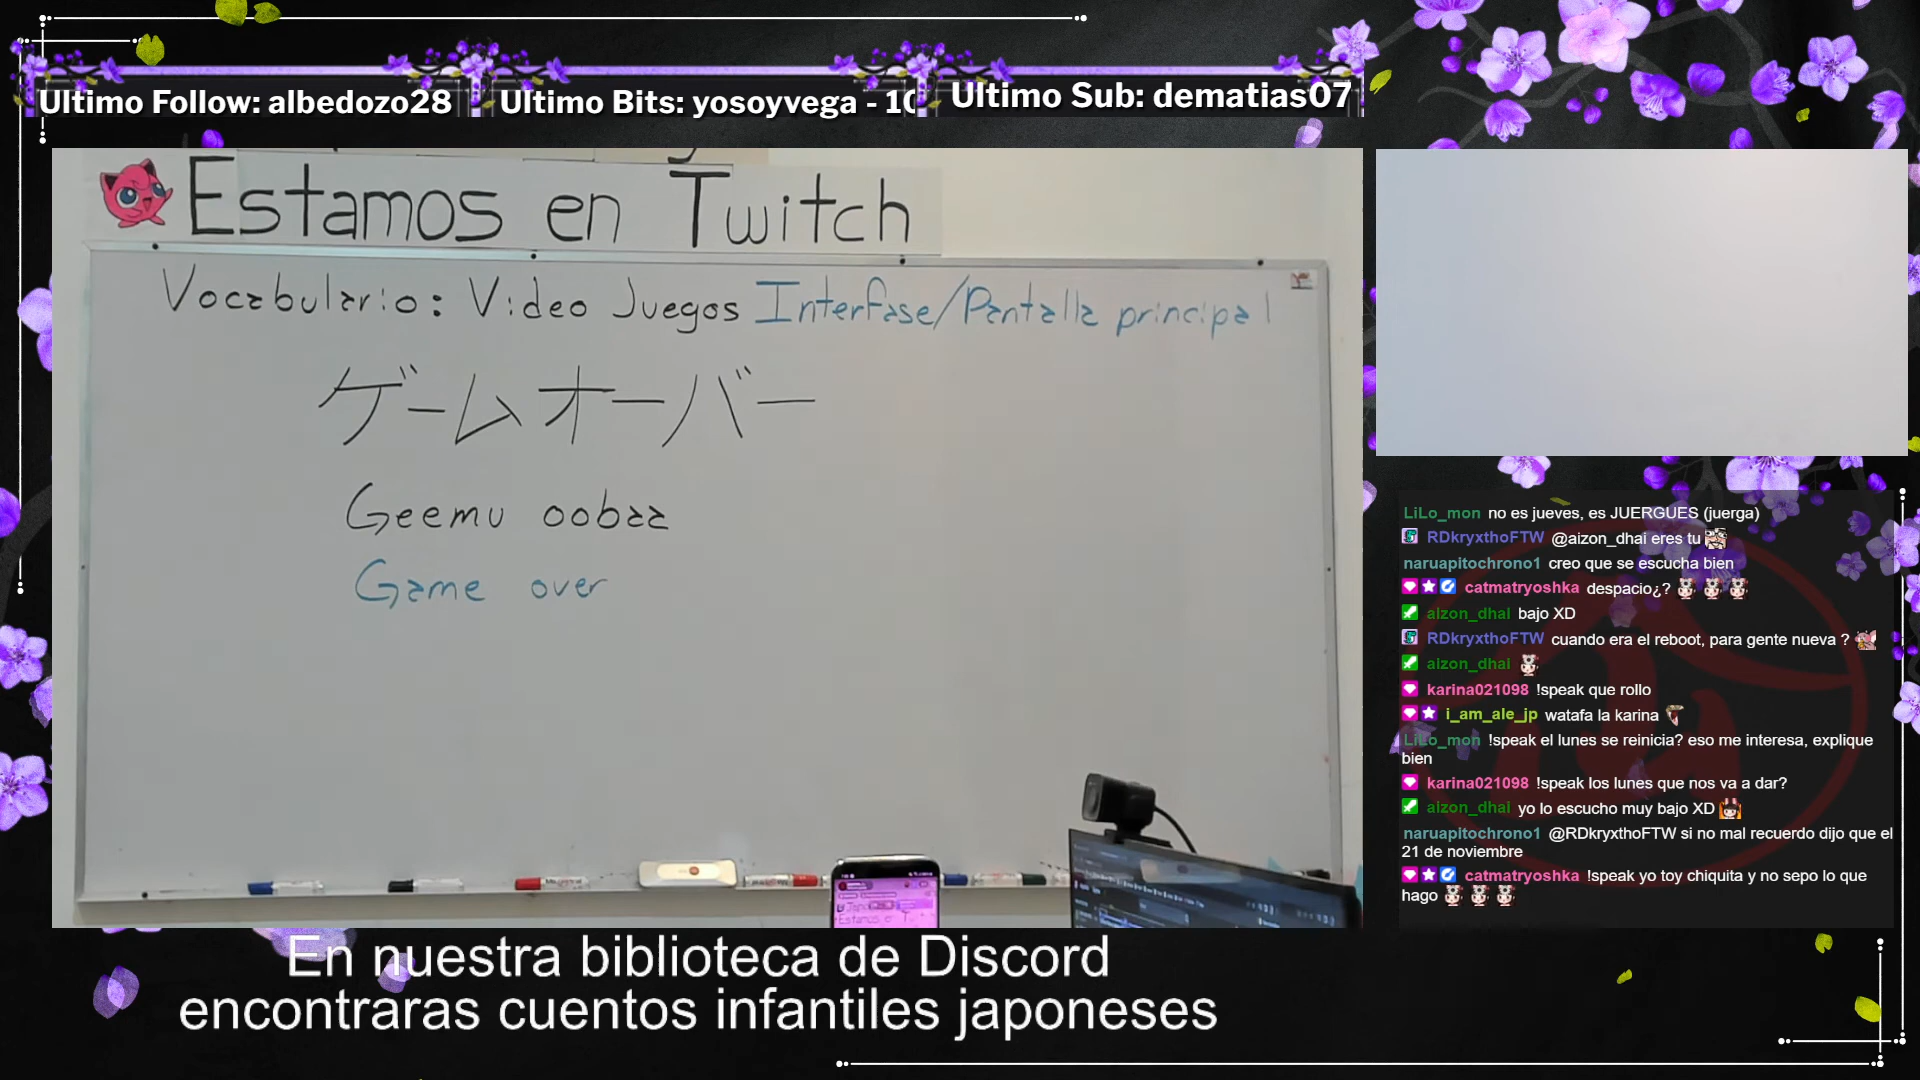 Ultimo Follow: albedozo28
Ultimo Bits: yosoyvega - 10
Ultimo Sub: dematias07
Estamos en Twitch
Vocabulario: Video Juegos Interfase/Pantalla principal
ゲームオーバー
Geemu oobaa
Game over
LiLo_mon no es jueves, es JUERGUES (juerga)
RDkryxthoFTW @aizon_dhai eres tu
naruapitochrono1 creo que se escucha bien
catmatryoshka despacio¿?
aizon_dhai bajo XD
RDkryxthoFTW cuando era el reboot, para gente nueva ?
aizon_dhai
karina021098 !speak que rollo
i_am_ale_jp watafa la karina
LiLo_mon !speak el lunes se reinicia? eso me interesa, explique
bien
karina021098 !speak los lunes que nos va a dar?
aizon_dhai yo lo escucho muy bajo XD
naruapitochrono1 @RDkryxthoFTW si no mal recuerdo dijo que el
21 de noviembre
catmatryoshka !speak yo toy chiquita y no sepo lo que
hago
Estamos en Tw
En nuestra biblioteca de Discord
encontraras cuentos infantiles japoneses